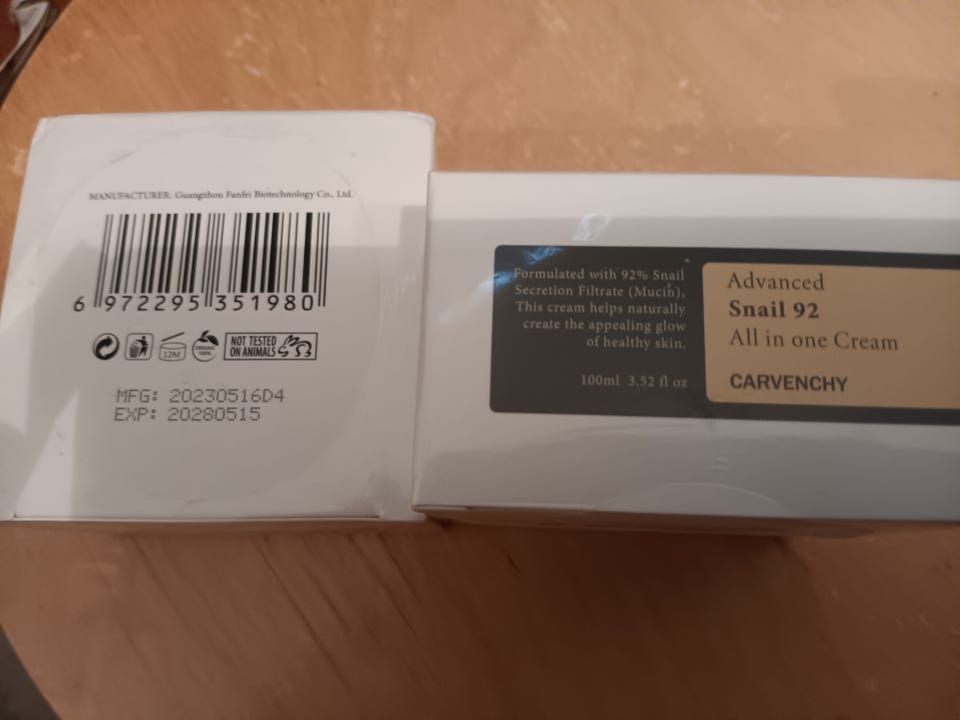 MANUFACTURER: Guangzhou Fanfei Biotechnology Co., Ltd.
6 972295 351980
12M
ORGANIC 100%
NOT TESTED
ON ANIMALS
MFG: 20230516D4
EXP: 20280515
Formulated with 92% Snail
Secretion Filtrate (Mucin),
This cream helps naturally
create the appealing glow
of healthy skin.
100ml 3.52 fl oz
Advanced
Snail 92
All in one Cream
CARVENCHY